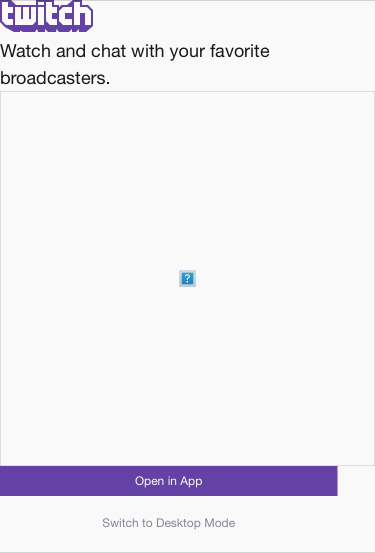 twitch
Watch and chat with your favorite
broadcasters.
?
Open in App
Switch to Desktop Mode